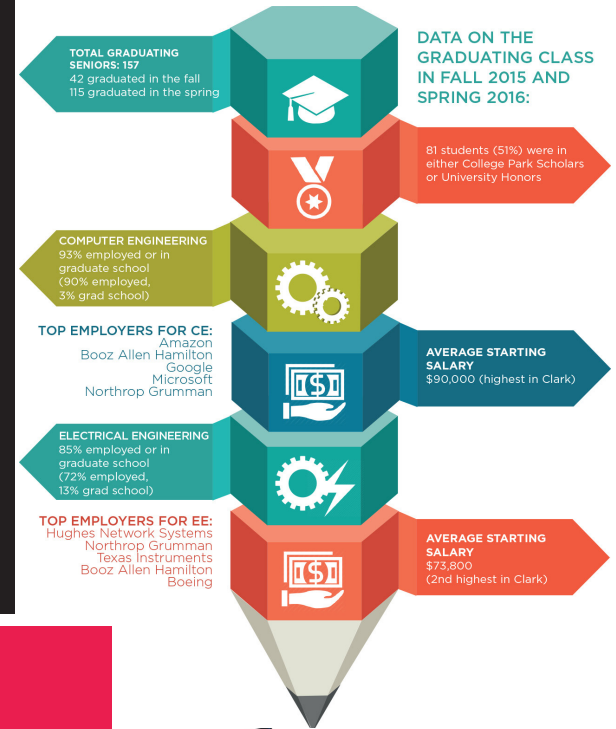 DATA ON THE
GRADUATING CLASS
IN FALL 2015 AND
SPRING 2016:
TOTAL GRADUATING
SENIORS: 157
42 graduated in the fall
115 graduated in the spring
81 students (51%) were in
either College Park Scholars
or University Honors
COMPUTER ENGINEERING
93% employed or in
graduate school
(90% employed,
3% grad school)
TOP EMPLOYERS FOR CE:
Amazon
Booz Allen Hamilton
Google
Microsoft
Northrop Grumman
AVERAGE STARTING
SALARY
$90,000 (highest in Clark)
ELECTRICAL ENGINEERING
85% employed or in
graduate school
(72% employed,
13% grad school)
TOP EMPLOYERS FOR EE:
Hughes Network Systems
Northrop Grumman
Texas Instruments
Booz Allen Hamilton
Boeing
AVERAGE STARTING
SALARY
$73,800
(2nd highest in Clark)